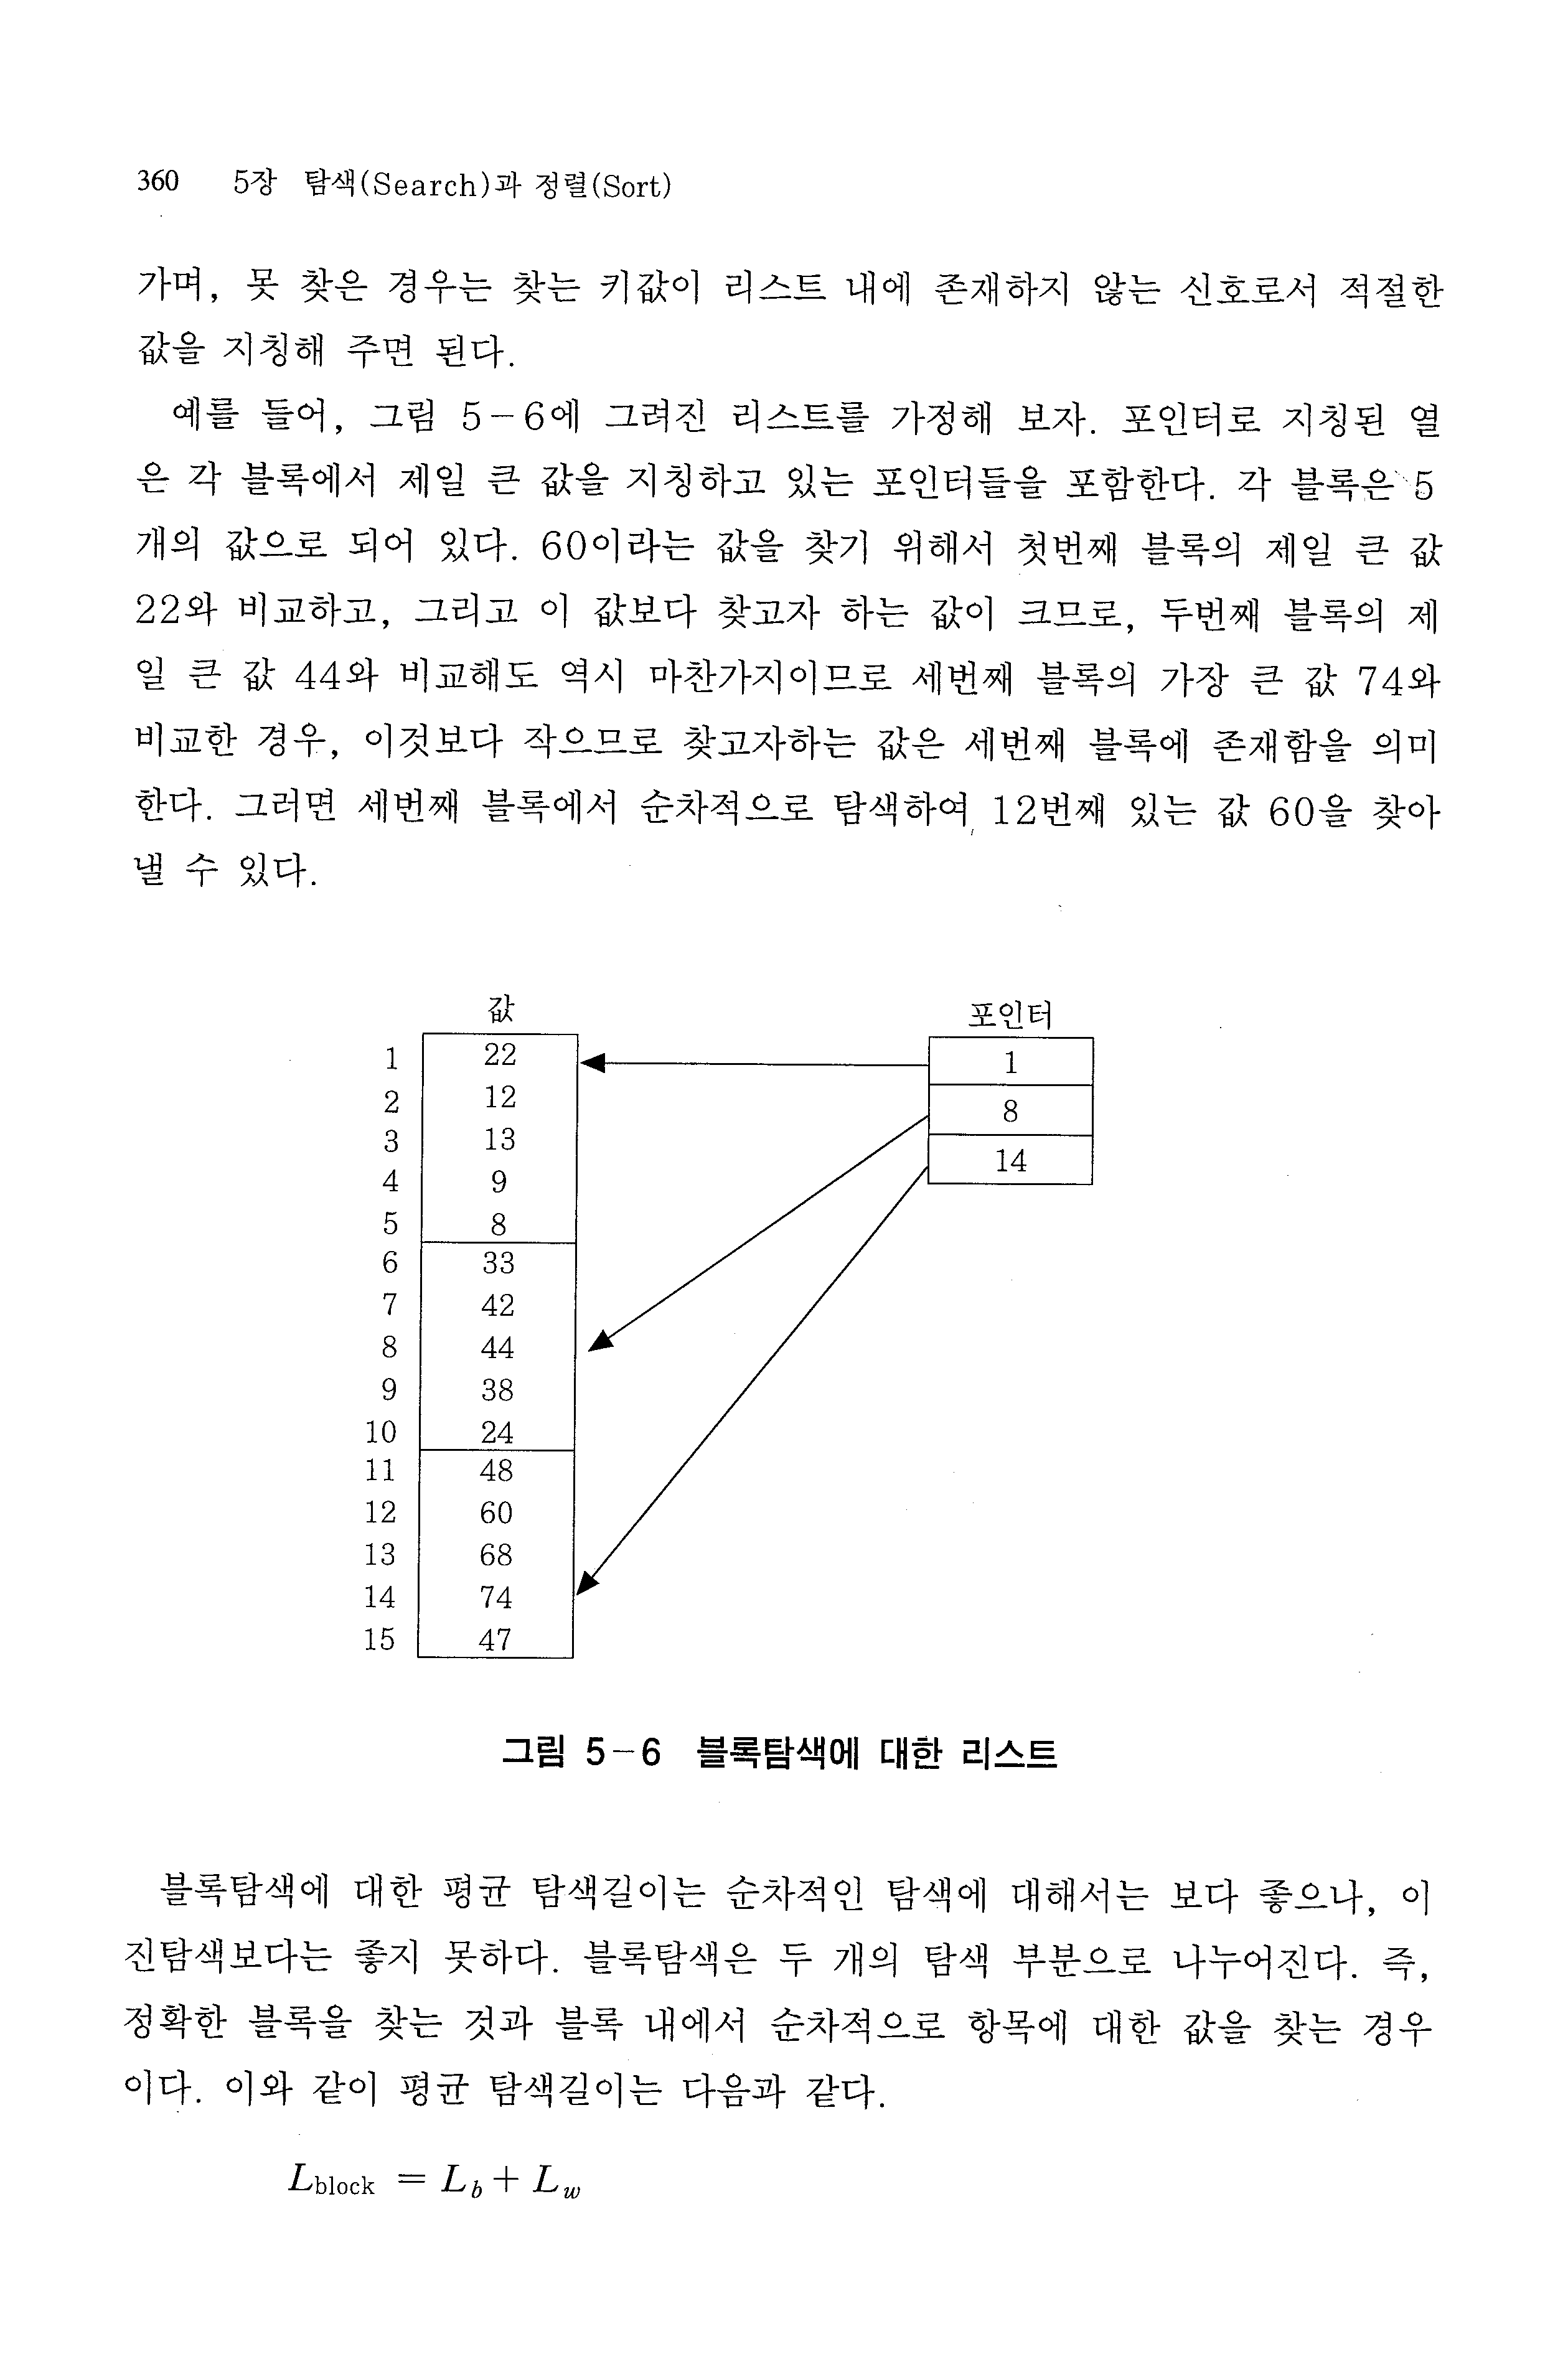 360 5장 탐색(Search)과 정렬(Sort)
가며, 못 찾은 경우는 찾는 키값이 리스트 내에 존재하지 않는 신호로서 적절한
값을 지칭해 주면 된다.
예를 들어, 그림 5-6에 그려진 리스트를 가정해 보자. 포인터로 지칭된 열
은 각 블록에서 제일 큰 값을 지칭하고 있는 포인터들을 포함한다. 각 블록은 5
개의 값으로 되어 있다. 60이라는 값을 찾기 위해서 첫번째 블록의 제일 큰 값
22와 비교하고, 그리고 이 값보다 찾고자 하는 값이 크므로, 두번째 블록의 제
일 큰 값 44와 비교해도 역시 마찬가지이므로 세번째 블록의 가장 큰 값 74와
비교한 경우, 이것보다 작으므로 찾고자하는 값은 세번째 블록에 존재함을 의미
한다. 그러면 세번째 블록에서 순차적으로 탐색하여 12번째 있는 값 60을 찾아
낼 수 있다.
값 포인터
1 22 1
2 12 8
3 13 14
4 9
5 8
6 33
7 42
8 44
9 38
10 24
11 48
12 60
13 68
14 74
15 47
그림 5-6 블록탐색에 대한 리스트
블록탐색에 대한 평균 탐색길이는 순차적인 탐색에 대해서는 보다 좋으나, 이
진탐색보다는 좋지 못하다. 블록탐색은 두 개의 탐색 부분으로 나누어진다. 즉,
정확한 블록을 찾는 것과 블록 내에서 순차적으로 항목에 대한 값을 찾는 경우
이다. 이와 같이 평균 탐색길이는 다음과 같다.
L_block = L_b + L_w